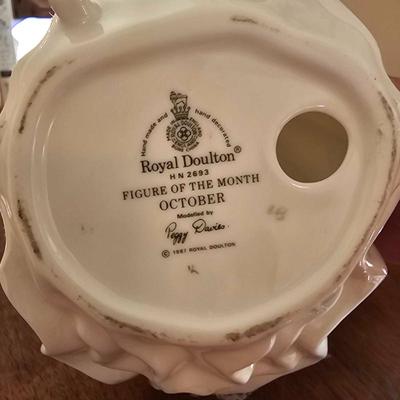 Hand made and hand decorated
Royal Doulton®
HN 2693
FIGURE OF THE MONTH
OCTOBER
Modelled by
Peggy Davies
© 1987 ROYAL DOULTON